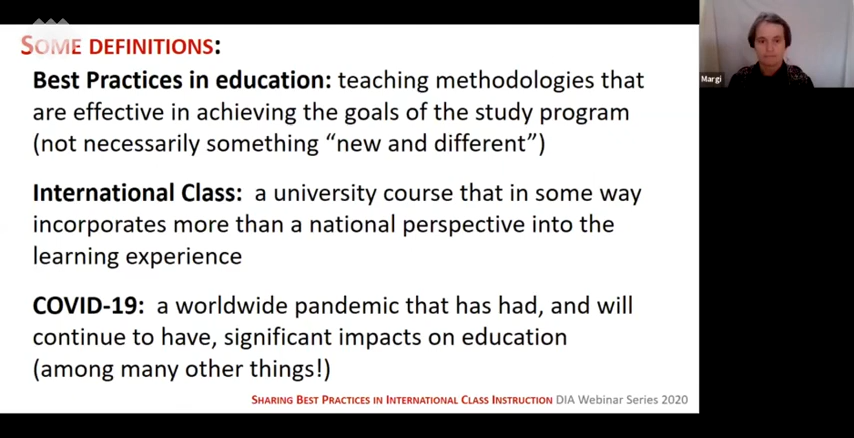 SOME DEFINITIONS:
Best Practices in education: teaching methodologies that
are effective in achieving the goals of the study program
(not necessarily something “new and different”)
International Class: a university course that in some way
incorporates more than a national perspective into the
learning experience
COVID-19: a worldwide pandemic that has had, and will
continue to have, significant impacts on education
(among many other things!)
SHARING BEST PRACTICES IN INTERNATIONAL CLASS INSTRUCTION DIA Webinar Series 2020
Margi